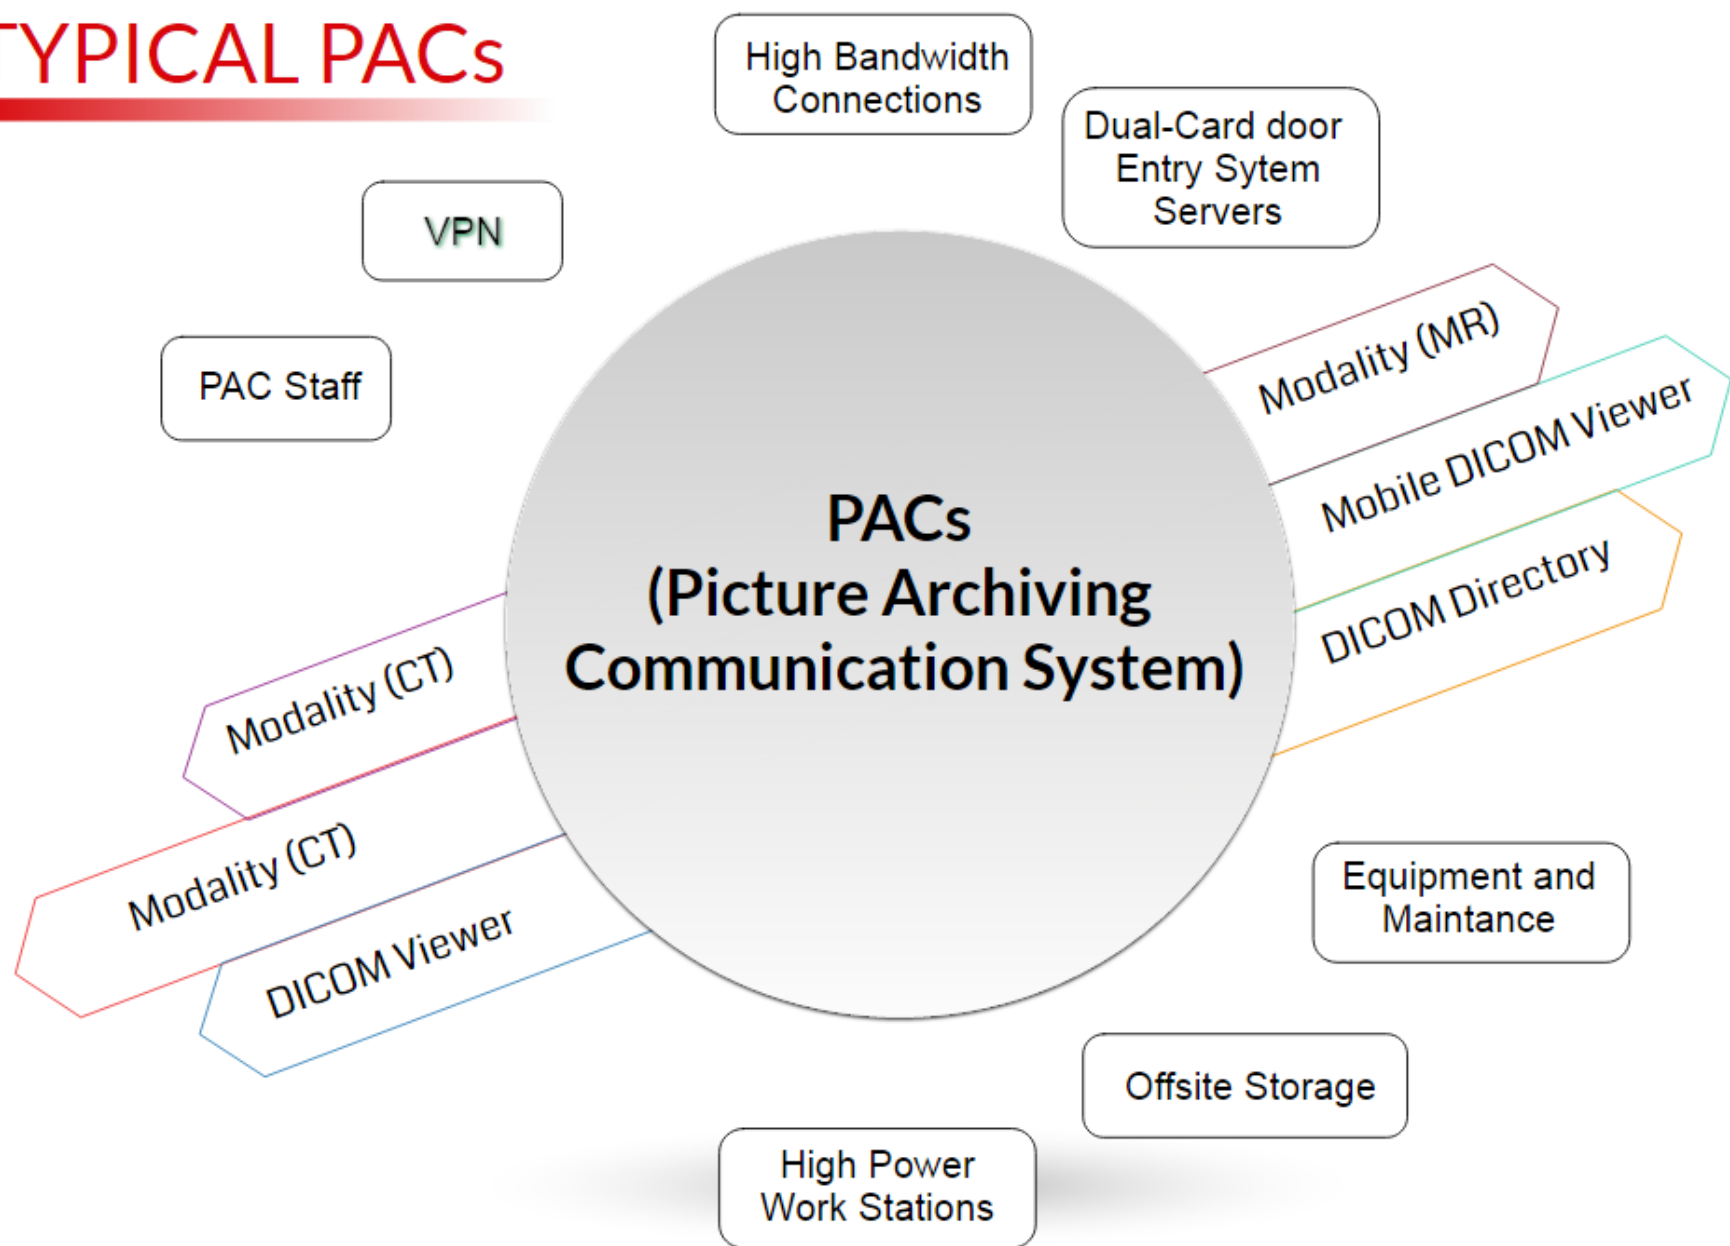 TYPICAL PACs
High Bandwidth
Connections
Dual-Card door
Entry Sytem
Servers
VPN
PAC Staff
Modality (MR)
Mobile DICOM Viewer
DICOM Directory
PACs
(Picture Archiving
Communication System)
Modality (CT)
Modality (CT)
DICOM Viewer
Equipment and
Maintance
Offsite Storage
High Power
Work Stations